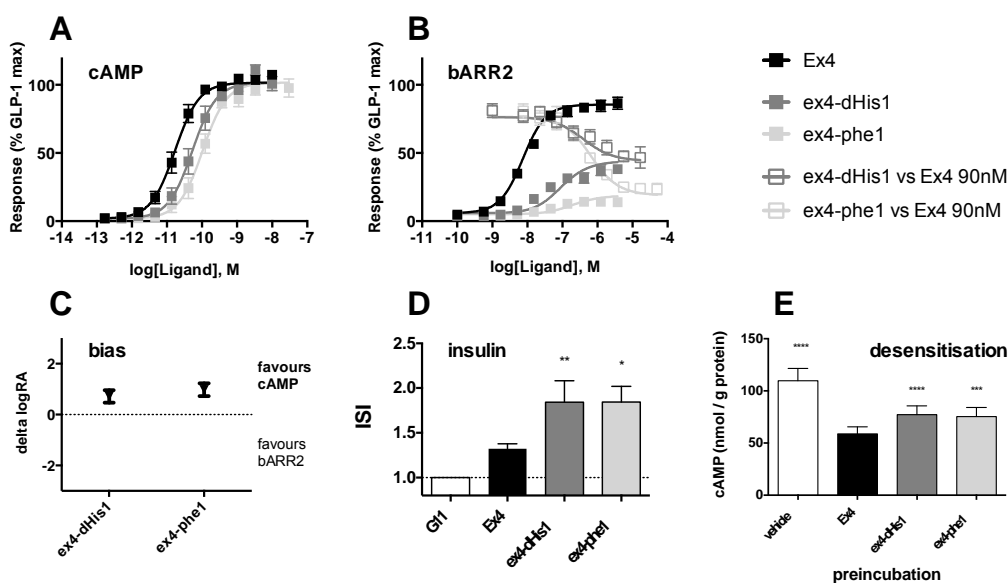 A
cAMP
Response (% GLP-1 max)
100
50
0
-14 -13 -12 -11 -10 -9 -8 -7
log[Ligand], M
B
bARR2
Response (% GLP-1 max)
100
50
0
-10 -9 -8 -7 -6 -5 -4
log[Ligand], M
Ex4
ex4-dHis1
ex4-phe1
ex4-dHis1 vs Ex4 90nM
ex4-phe1 vs Ex4 90nM
C
bias
delta logRA
2
0
-2
favours
cAMP
favours
bARR2
ex4-dHis1
ex4-phe1
D
insulin
ISI
2.5
2.0
1.5
1.0
**
*
G11
Ex4
ex4-dHis1
ex4-phe1
E
desensitisation
cAMP (nmol / g protein)
150
100
50
0
****
****
***
vehicle
Ex4
ex4-dHis1
ex4-phe1
preincubation